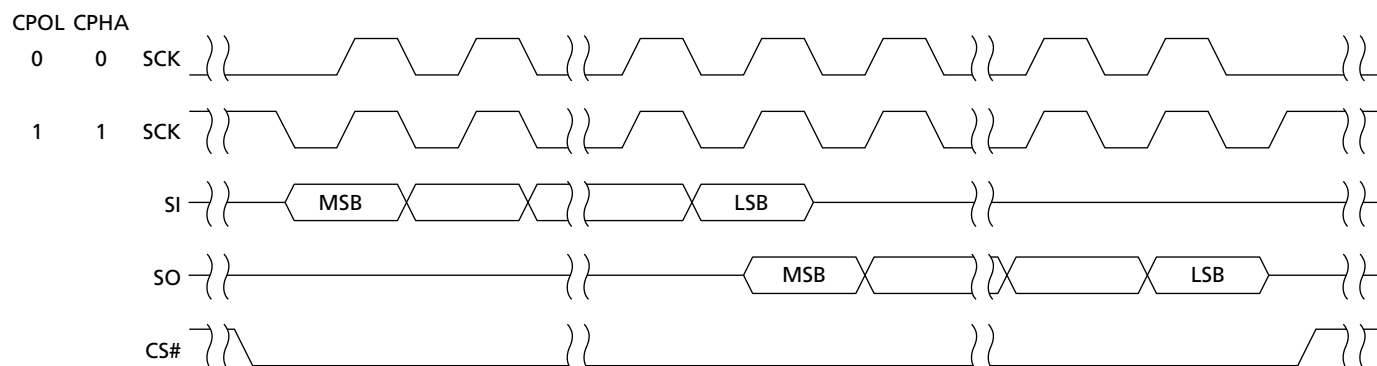 CPOL CPHA
0 0 SCK
1 1 SCK
SI MSB LSB
SO MSB LSB
CS#